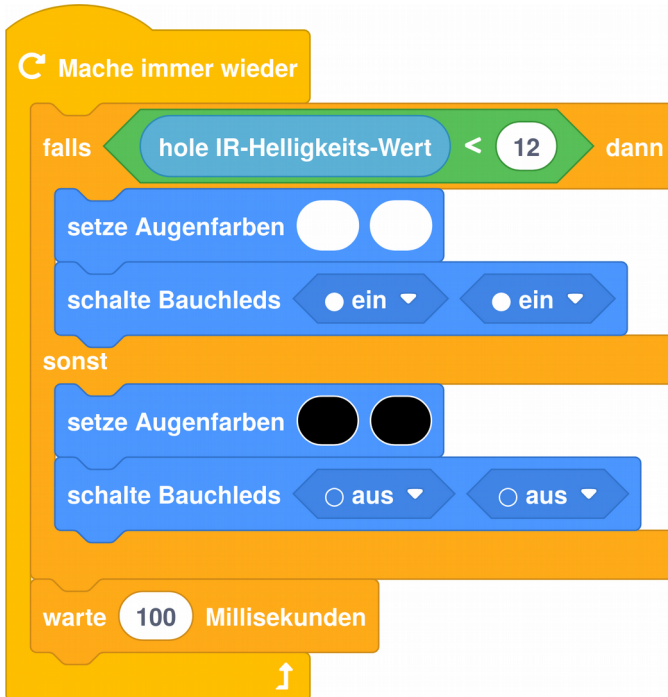 Mache immer wieder
falls hole IR-Helligkeits-Wert < 12 dann
setze Augenfarben
schalte Bauchleds ein ein
sonst
setze Augenfarben
schalte Bauchleds aus aus
warte 100 Millisekunden